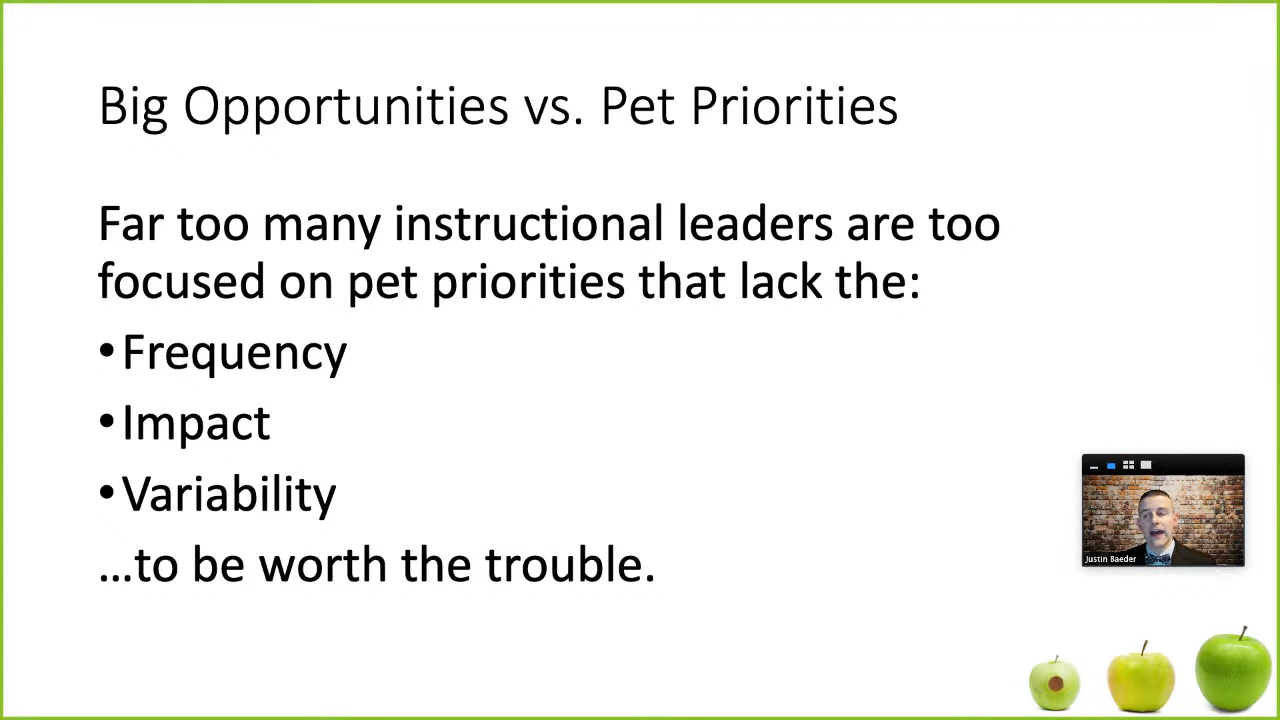 Big Opportunities vs. Pet Priorities
Far too many instructional leaders are too
focused on pet priorities that lack the:
•Frequency
•Impact
•Variability
…to be worth the trouble.
Justin Baeder